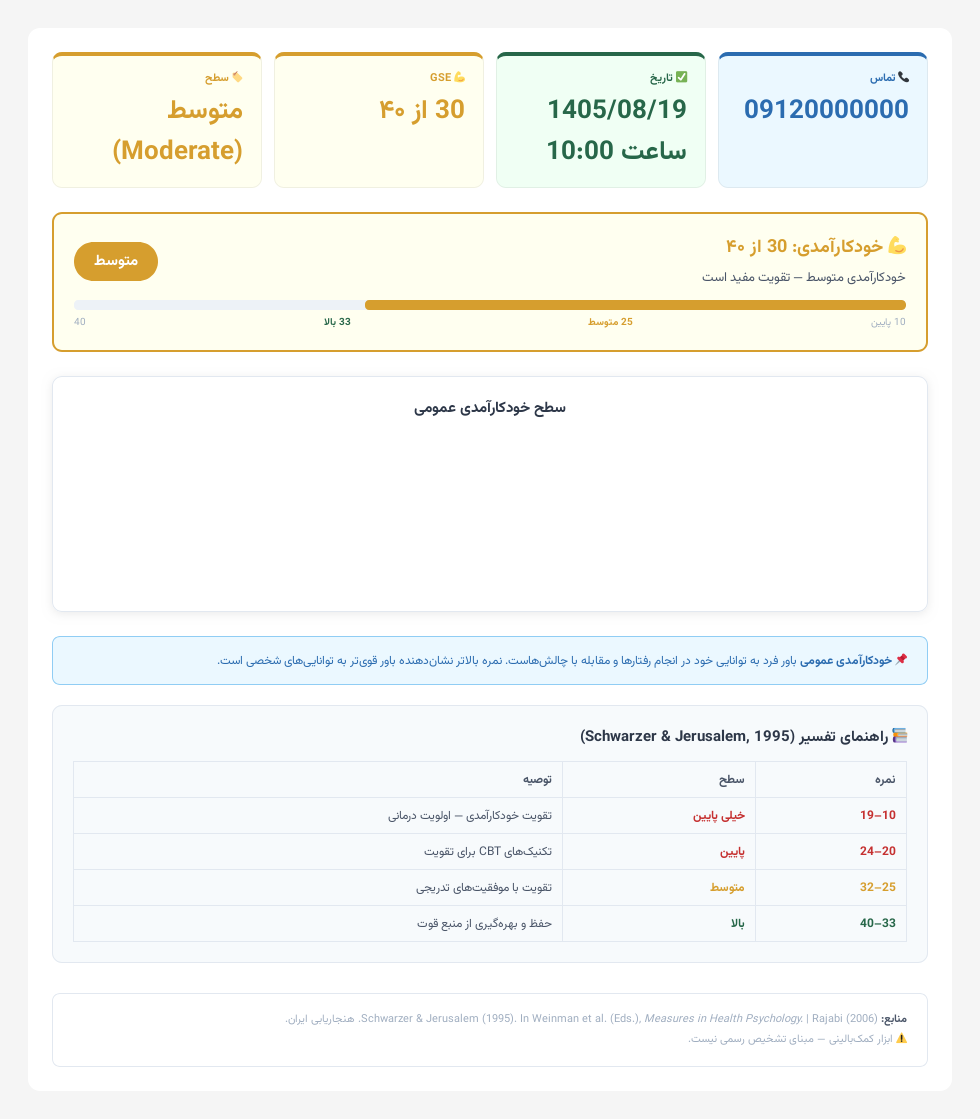 📞 تماس
09120000000
✅ تاریخ
1405/08/19
ساعت 10:00
💪 GSE
30 از ۴۰
🏷️ سطح
متوسط
(Moderate)
💪 خودکارآمدی: 30 از ۴۰
خودکارآمدی متوسط — تقویت مفید است
متوسط
10 پایین
25 متوسط
33 بالا
40
سطح خودکارآمدی عمومی
📌 خودکارآمدی عمومی باور فرد به توانایی خود در انجام رفتارها و مقابله با چالش‌هاست. نمره بالاتر نشان‌دهنده باور قوی‌تر به توانایی‌های شخصی است.
📚 راهنمای تفسیر (Schwarzer & Jerusalem, 1995)
نمره سطح توصیه
10–19 خیلی پایین تقویت خودکارآمدی — اولویت درمانی
20–24 پایین تکنیک‌های CBT برای تقویت
25–32 متوسط تقویت با موفقیت‌های تدریجی
33–40 بالا حفظ و بهره‌گیری از منبع قوت
منابع: Schwarzer & Jerusalem (1995). In Weinman et al. (Eds.), Measures in Health Psychology. | Rajabi (2006). هنجاریابی ایران.
⚠️ ابزار کمک‌بالینی — مبنای تشخیص رسمی نیست.